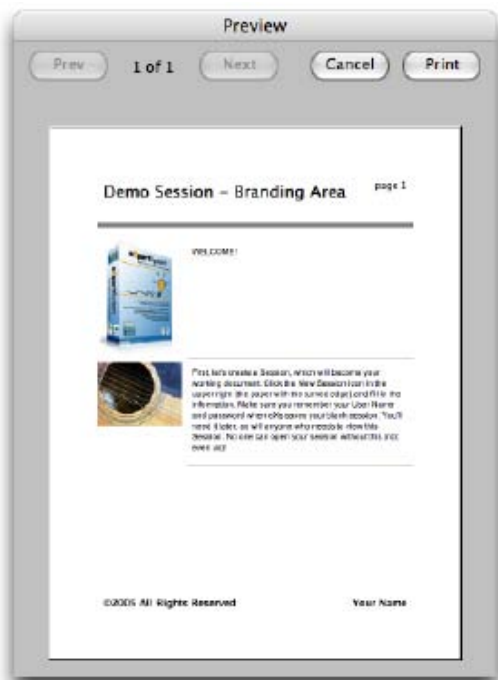 Preview
Prev 1 of 1 Next Cancel Print
Demo Session – Branding Area page 1
WELCOME!
First, let's create a Session, which will become your
working document. Click the New Session icon in the
upper right (the paper with the curved edge) and fill in the
information. Make sure you remember your User Name
and password when
save your blank session. You'll
need it later, as will anyone who needs to view this
Session. No one can open your session without this (not
even us)!
©2005 All Rights Reserved Your Name